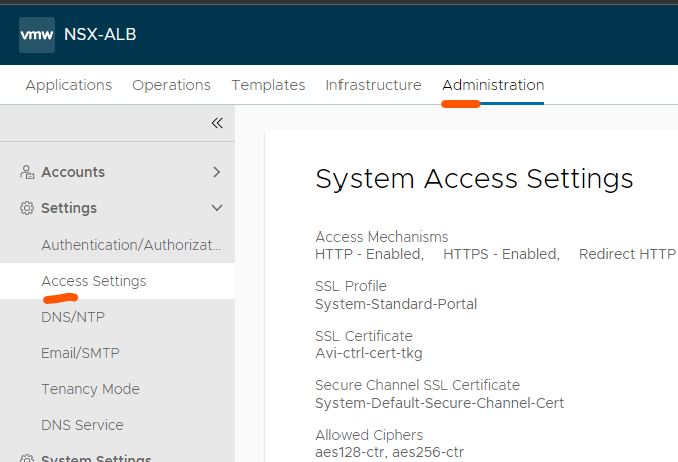 vmw NSX-ALB
Applications Operations Templates Infrastructure Administration
Accounts
Settings
Authentication/Authorizat...
Access Settings
DNS/NTP
Email/SMTP
Tenancy Mode
DNS Service
System Settings
System Access Settings
Access Mechanisms
HTTP - Enabled, HTTPS - Enabled, Redirect HTTP
SSL Profile
System-Standard-Portal
SSL Certificate
Avi-ctrl-cert-tkg
Secure Channel SSL Certificate
System-Default-Secure-Channel-Cert
Allowed Ciphers
aes128-ctr, aes256-ctr